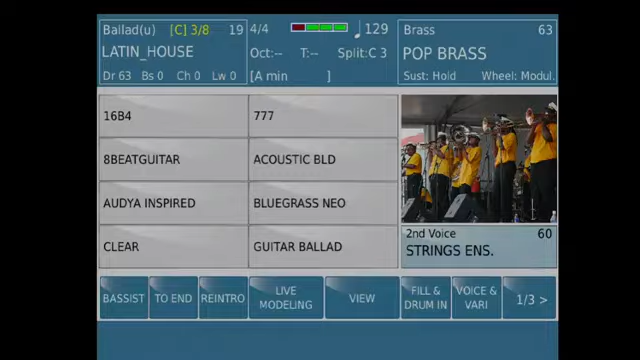 Ballad(u) [C] 3/8 19
LATIN_HOUSE
Dr 63 Bs 0 Ch 0 Lw 0
4/4 129
Oct:-- T:-- Split:C 3
[A min ]
Brass 63
POP BRASS
Sust: Hold Wheel: Modul.
16B4 777
8BEATGUITAR ACOUSTIC BLD
AUDYA INSPIRED BLUEGRASS NEO
CLEAR GUITAR BALLAD
2nd Voice 60
STRINGS ENS.
BASSIST
TO END
REINTRO
LIVE
MODELING
VIEW
FILL &
DRUM IN
VOICE &
VARI
1/3 >